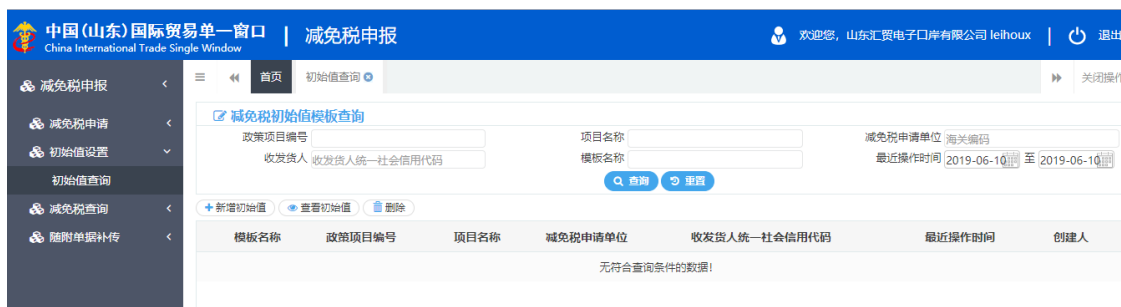 中国(山东)国际贸易单一窗口 | 减免税申报 欢迎您，山东汇贸电子口岸有限公司 leihoux | 退出
China International Trade Single Window
减免税申报 首页 初始值查询 关闭操作
减免税申请
初始值设置
初始值查询
减免税查询
随附单据补传
减免税初始值模板查询
政策项目编号 项目名称 减免税申请单位 海关编码
收发货人 收发货人统一社会信用代码 模板名称 最近操作时间 2019-06-10 至 2019-06-10
查询 重置
新增初始值 查看初始值 删除
模板名称 政策项目编号 项目名称 减免税申请单位 收发货人统一社会信用代码 最近操作时间 创建人
无符合查询条件的数据!